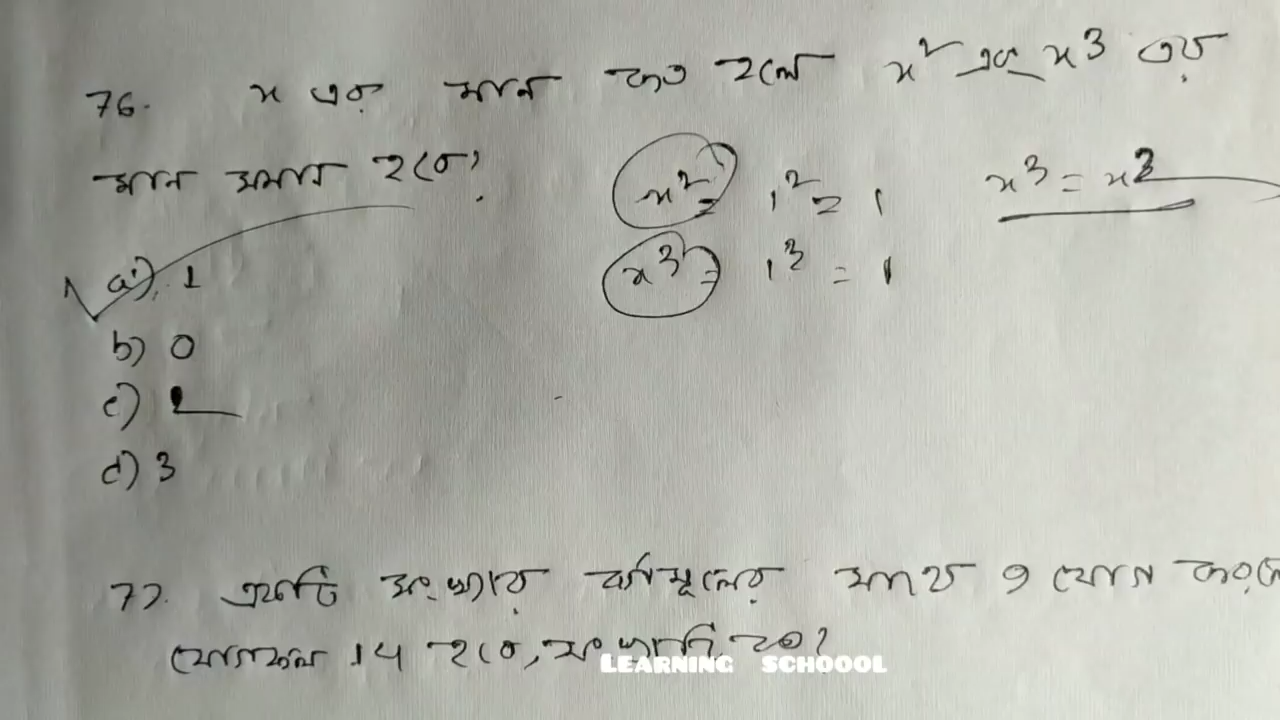 76. x এর মান কত হলে x² এবং x³ এর
মান সমান হবে?
x² = 1² = 1
x³ = x²
x³ = 1³ = 1
a) 1
b) 0
c) 2
d) 3
77. একটি সংখ্যার বর্গমূলের সাথে 9 যোগ করলে
যোগফল 14 হবে, সংখ্যাটি কত?
LEARNING SCHOOOL